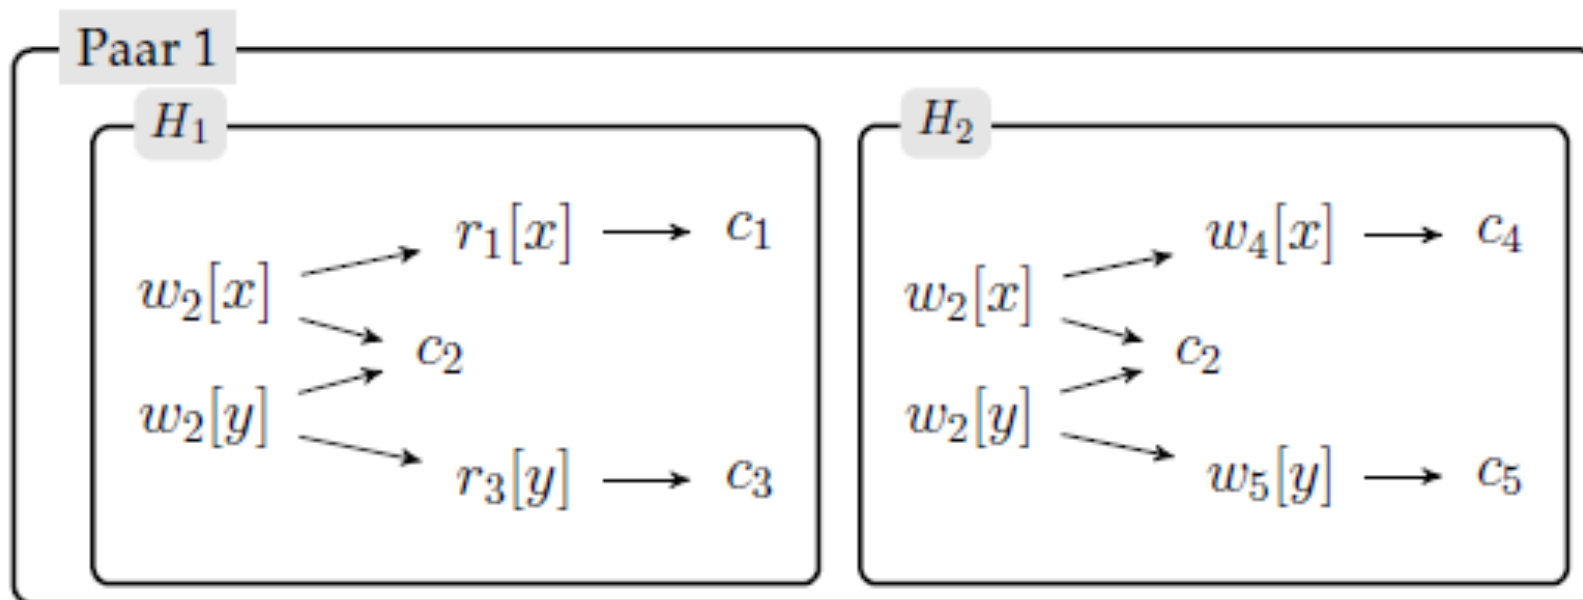 Paar 1
H₁ H₂
r₁[x] → c₁ w₄[x] → c₄
w₂[x] w₂[x]
c₂ c₂
w₂[y] w₂[y]
r₃[y] → c₃ w₅[y] → c₅